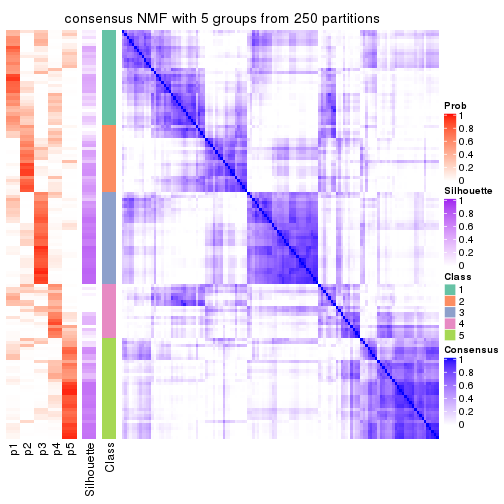 consensus NMF with 5 groups from 250 partitions
p1
p2
p3
p4
p5
Silhouette
Class
Prob
1
0.8
0.6
0.4
0.2
0
Silhouette
1
0.8
0.6
0.4
0.2
0
Class
1
2
3
4
5
Consensus
1
0.8
0.6
0.4
0.2
0